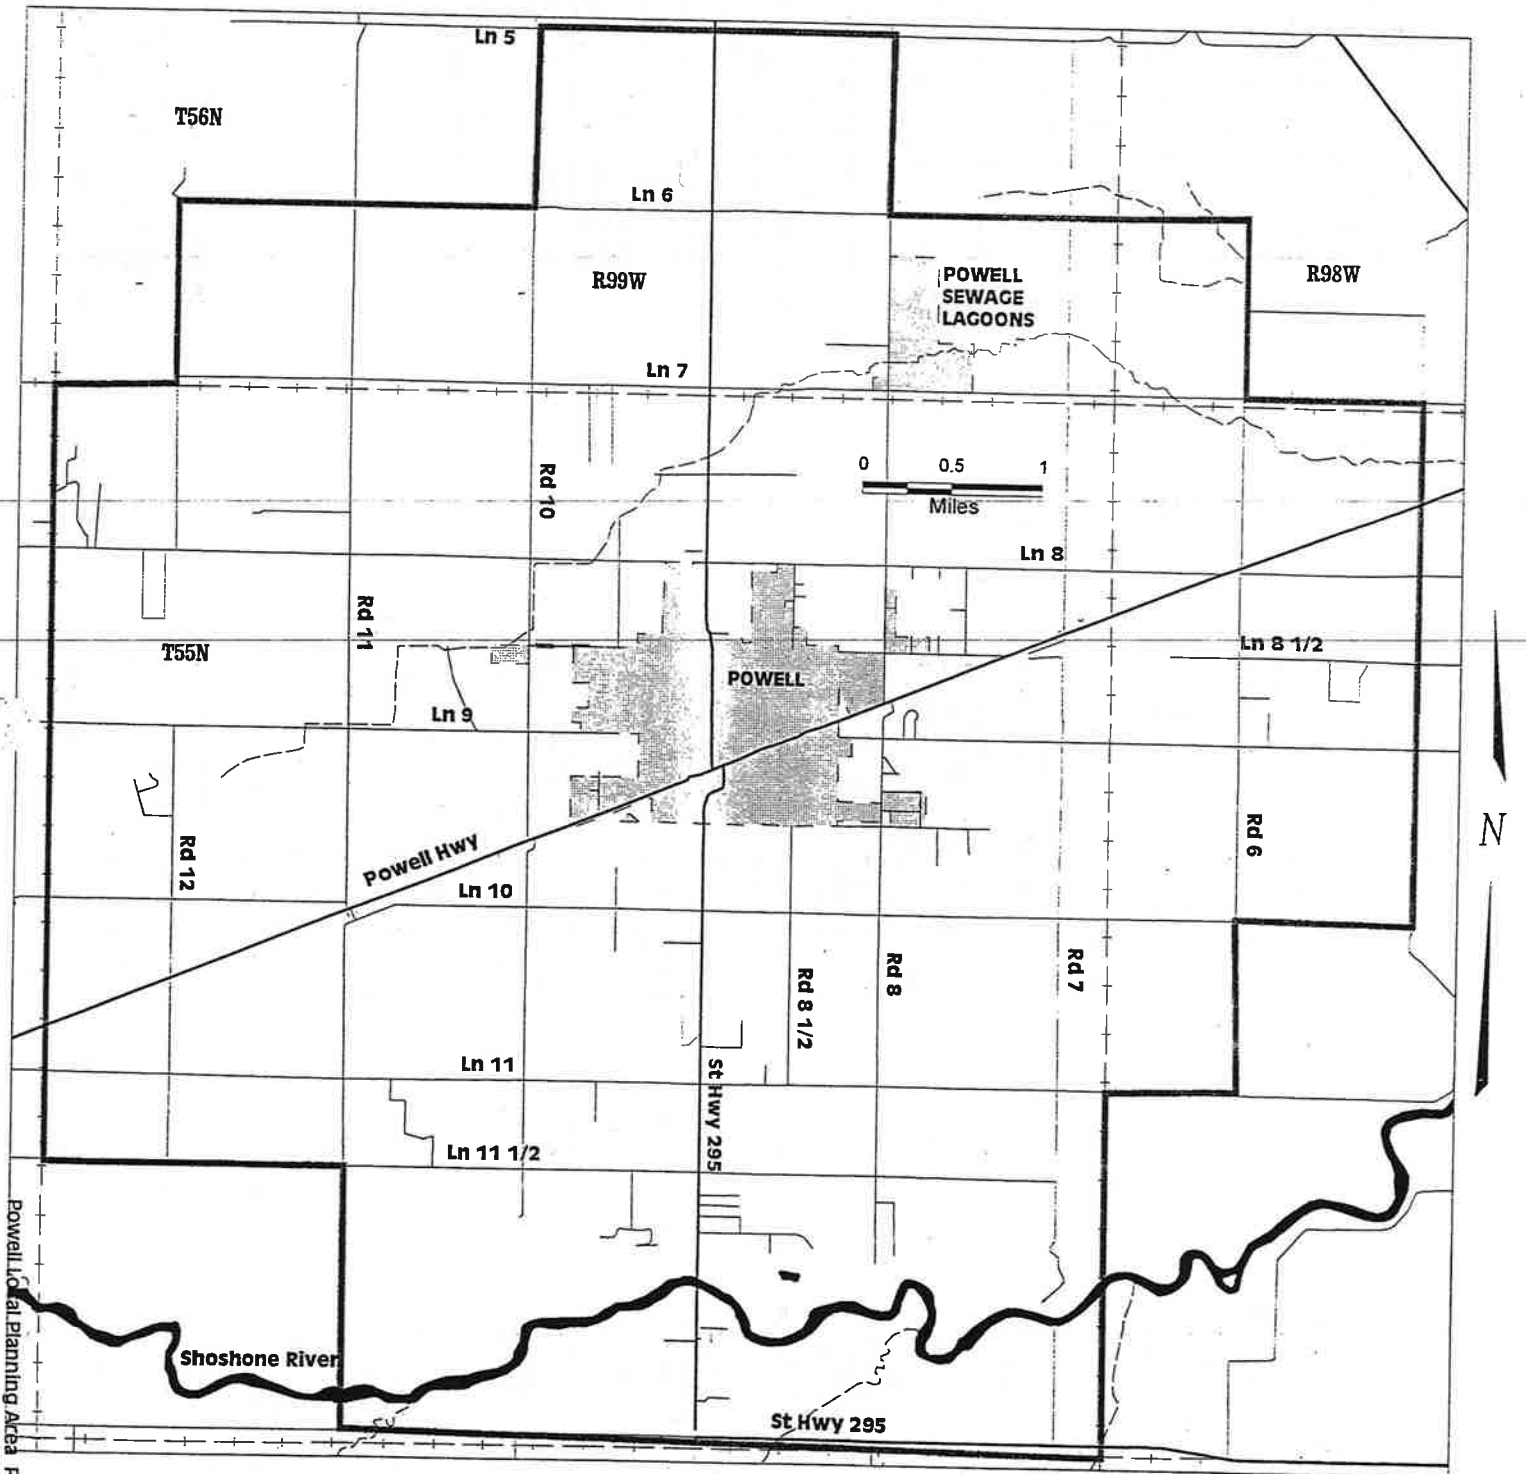 Ln 5
T56N
Ln 6
R99W
POWELL
SEWAGE
LAGOONS
R98W
Ln 7
Rd 10
0 0.5 1
Miles
Ln 8
Rd 11
T55N
Ln 8 1/2
POWELL
Ln 9
Rd 12
Powell Hwy
Rd 6
N
Ln 10
Rd 8 1/2
Rd 8
Rd 7
Ln 11
St Hwy 295
Ln 11 1/2
Shoshone River
St Hwy 295
Powell Local Planning Area